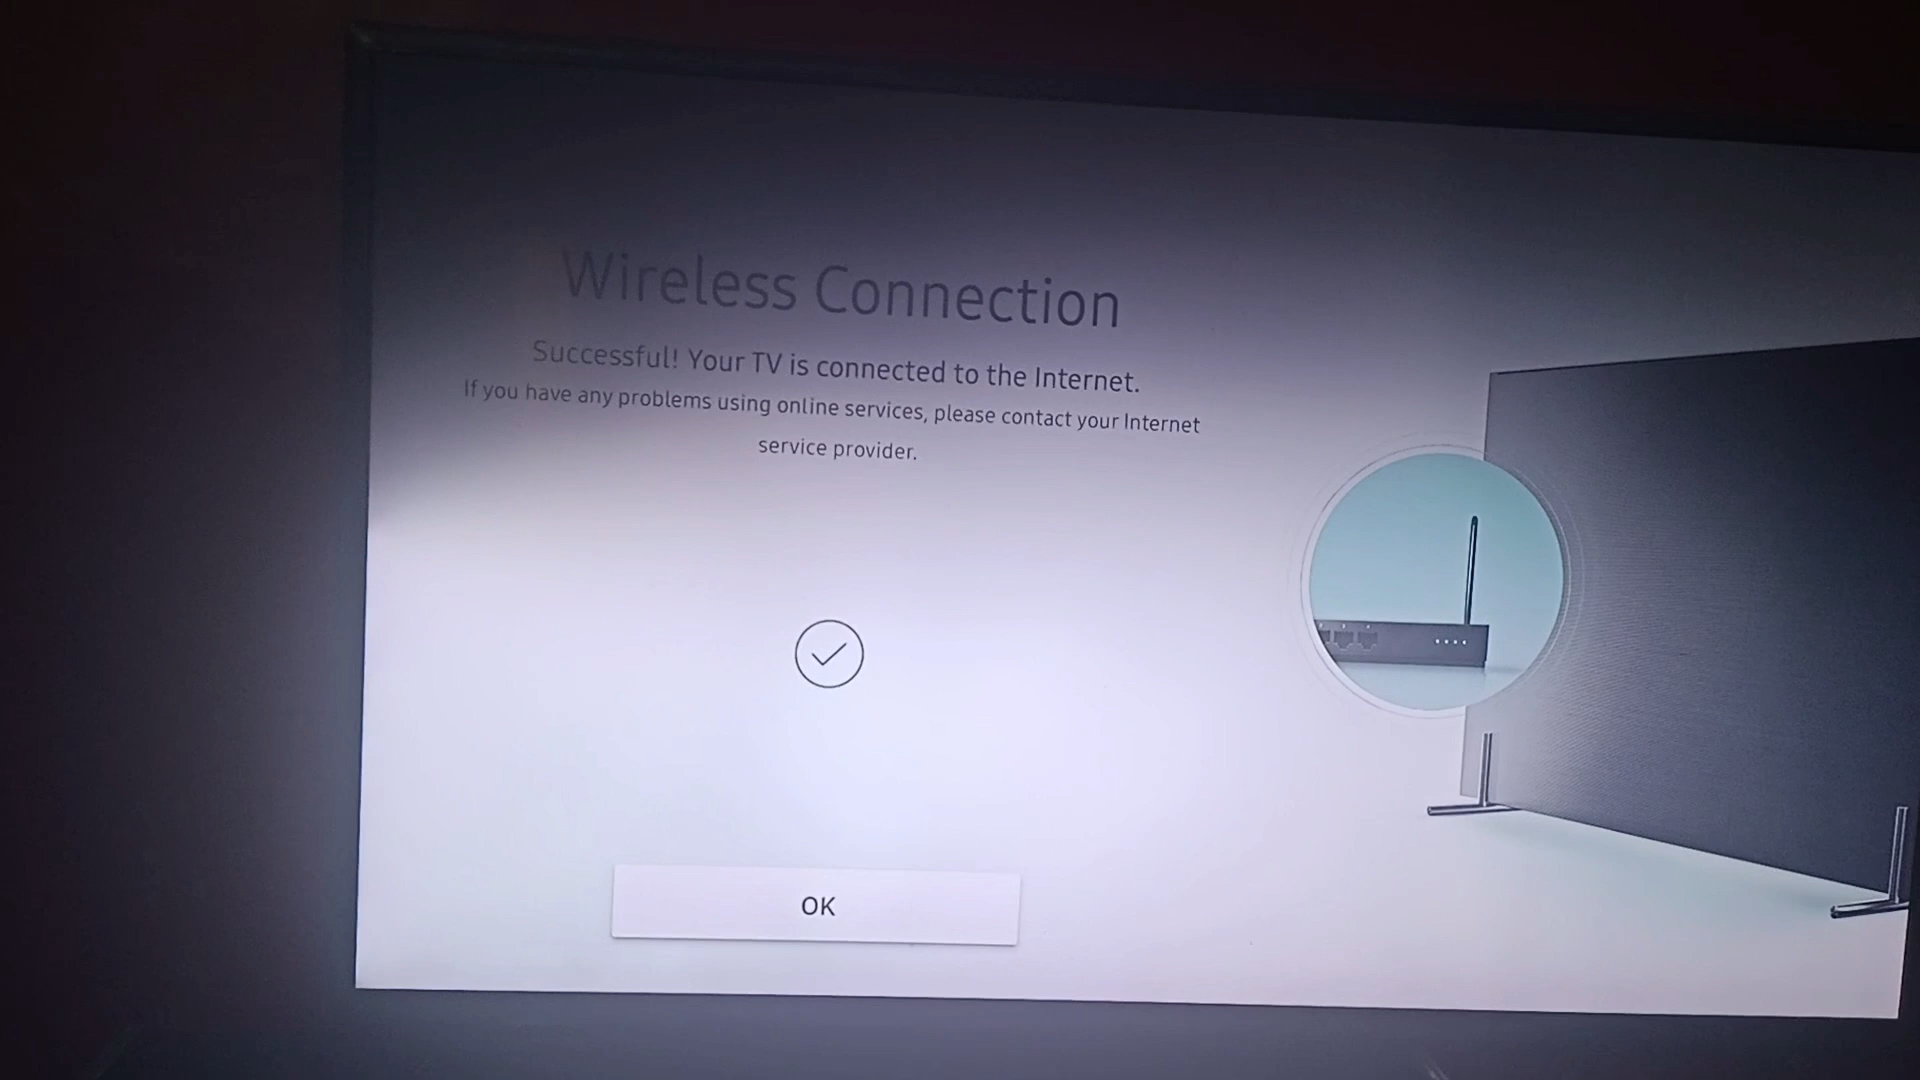 Wireless Connection
Successful! Your TV is connected to the Internet.
If you have any problems using online services, please contact your Internet
service provider.
OK